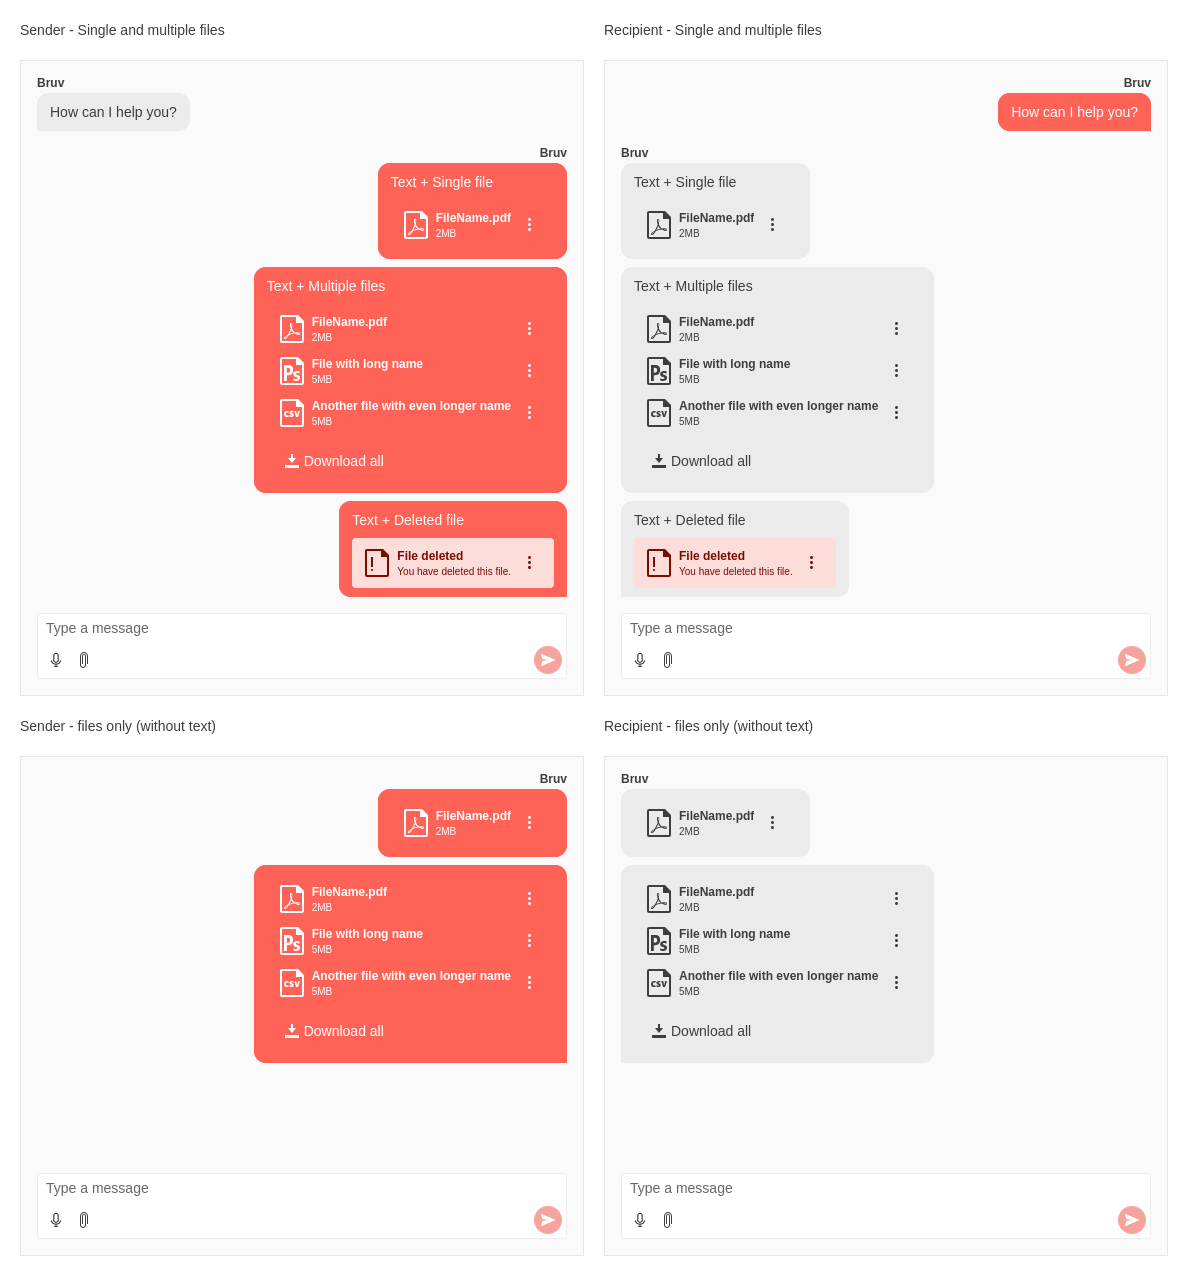 Sender - Single and multiple files
Bruv
How can I help you?
Bruv
Text + Single file
FileName.pdf
2MB
Text + Multiple files
FileName.pdf
2MB
Ps
File with long name
5MB
csv
Another file with even longer name
5MB
Download all
Text + Deleted file
File deleted
You have deleted this file.
Type a message
Recipient - Single and multiple files
Bruv
How can I help you?
Bruv
Text + Single file
FileName.pdf
2MB
Text + Multiple files
FileName.pdf
2MB
Ps
File with long name
5MB
csv
Another file with even longer name
5MB
Download all
Text + Deleted file
File deleted
You have deleted this file.
Type a message
Sender - files only (without text)
Bruv
FileName.pdf
2MB
FileName.pdf
2MB
Ps
File with long name
5MB
csv
Another file with even longer name
5MB
Download all
Type a message
Recipient - files only (without text)
Bruv
FileName.pdf
2MB
FileName.pdf
2MB
Ps
File with long name
5MB
csv
Another file with even longer name
5MB
Download all
Type a message